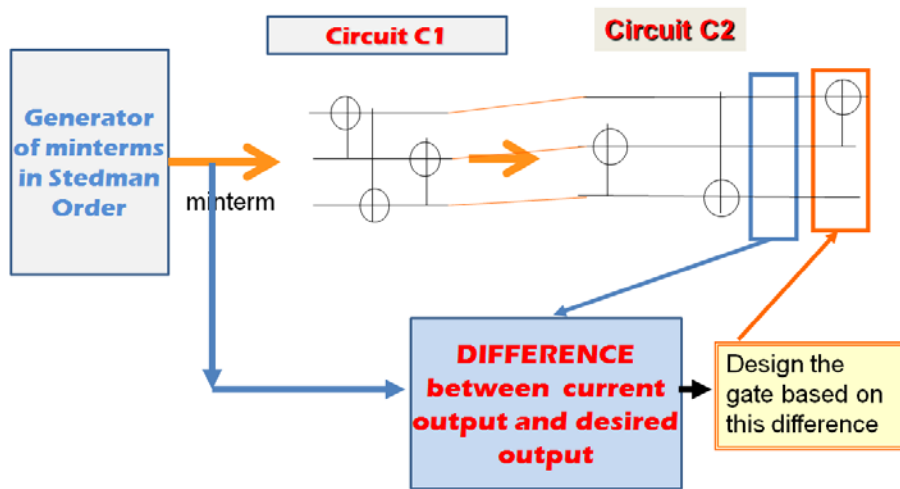 Circuit C1
Circuit C2
Generator
of minterms
in Stedman
Order
minterm
DIFFERENCE
between current
output and desired
output
Design the
gate based on
this difference